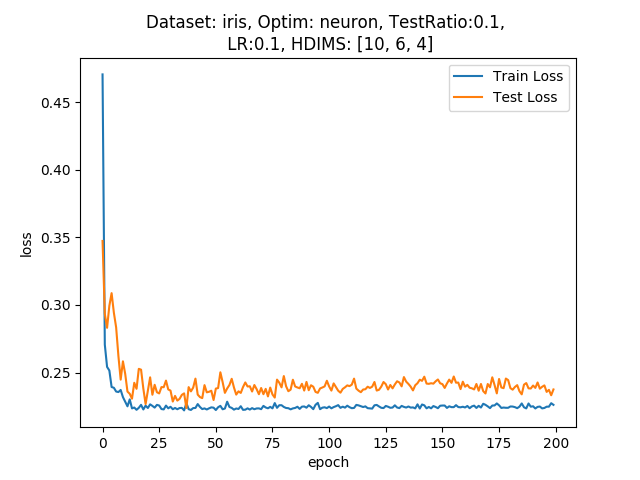 Dataset: iris, Optim: neuron, TestRatio:0.1,
LR:0.1, HDIMS: [10, 6, 4]
Train Loss
Test Loss
0.45
0.40
0.35
0.30
0.25
loss
0 25 50 75 100 125 150 175 200
epoch